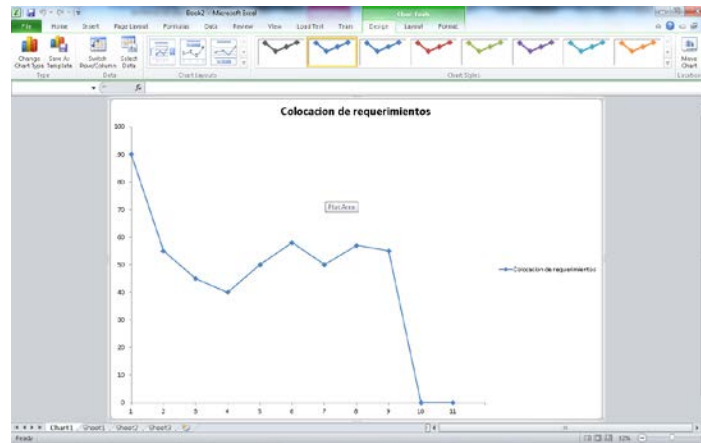 Book2 - Microsoft Excel
Chart Tools
File Home Insert Page Layout Formulas Data Review View Load Test Team Design Layout Format
Change Chart Type
Save As Template
Switch Row/Column
Select Data
Move Chart
Type Data Chart Layouts Chart Styles Location
fx
Colocacion de requerimientos
100
90
80
70
60
50
40
30
20
10
0
1 2 3 4 5 6 7 8 9 10 11
Plot Area
Colocacion de requerimientos
Chart1 Sheet1 Sheet2 Sheet3
Ready